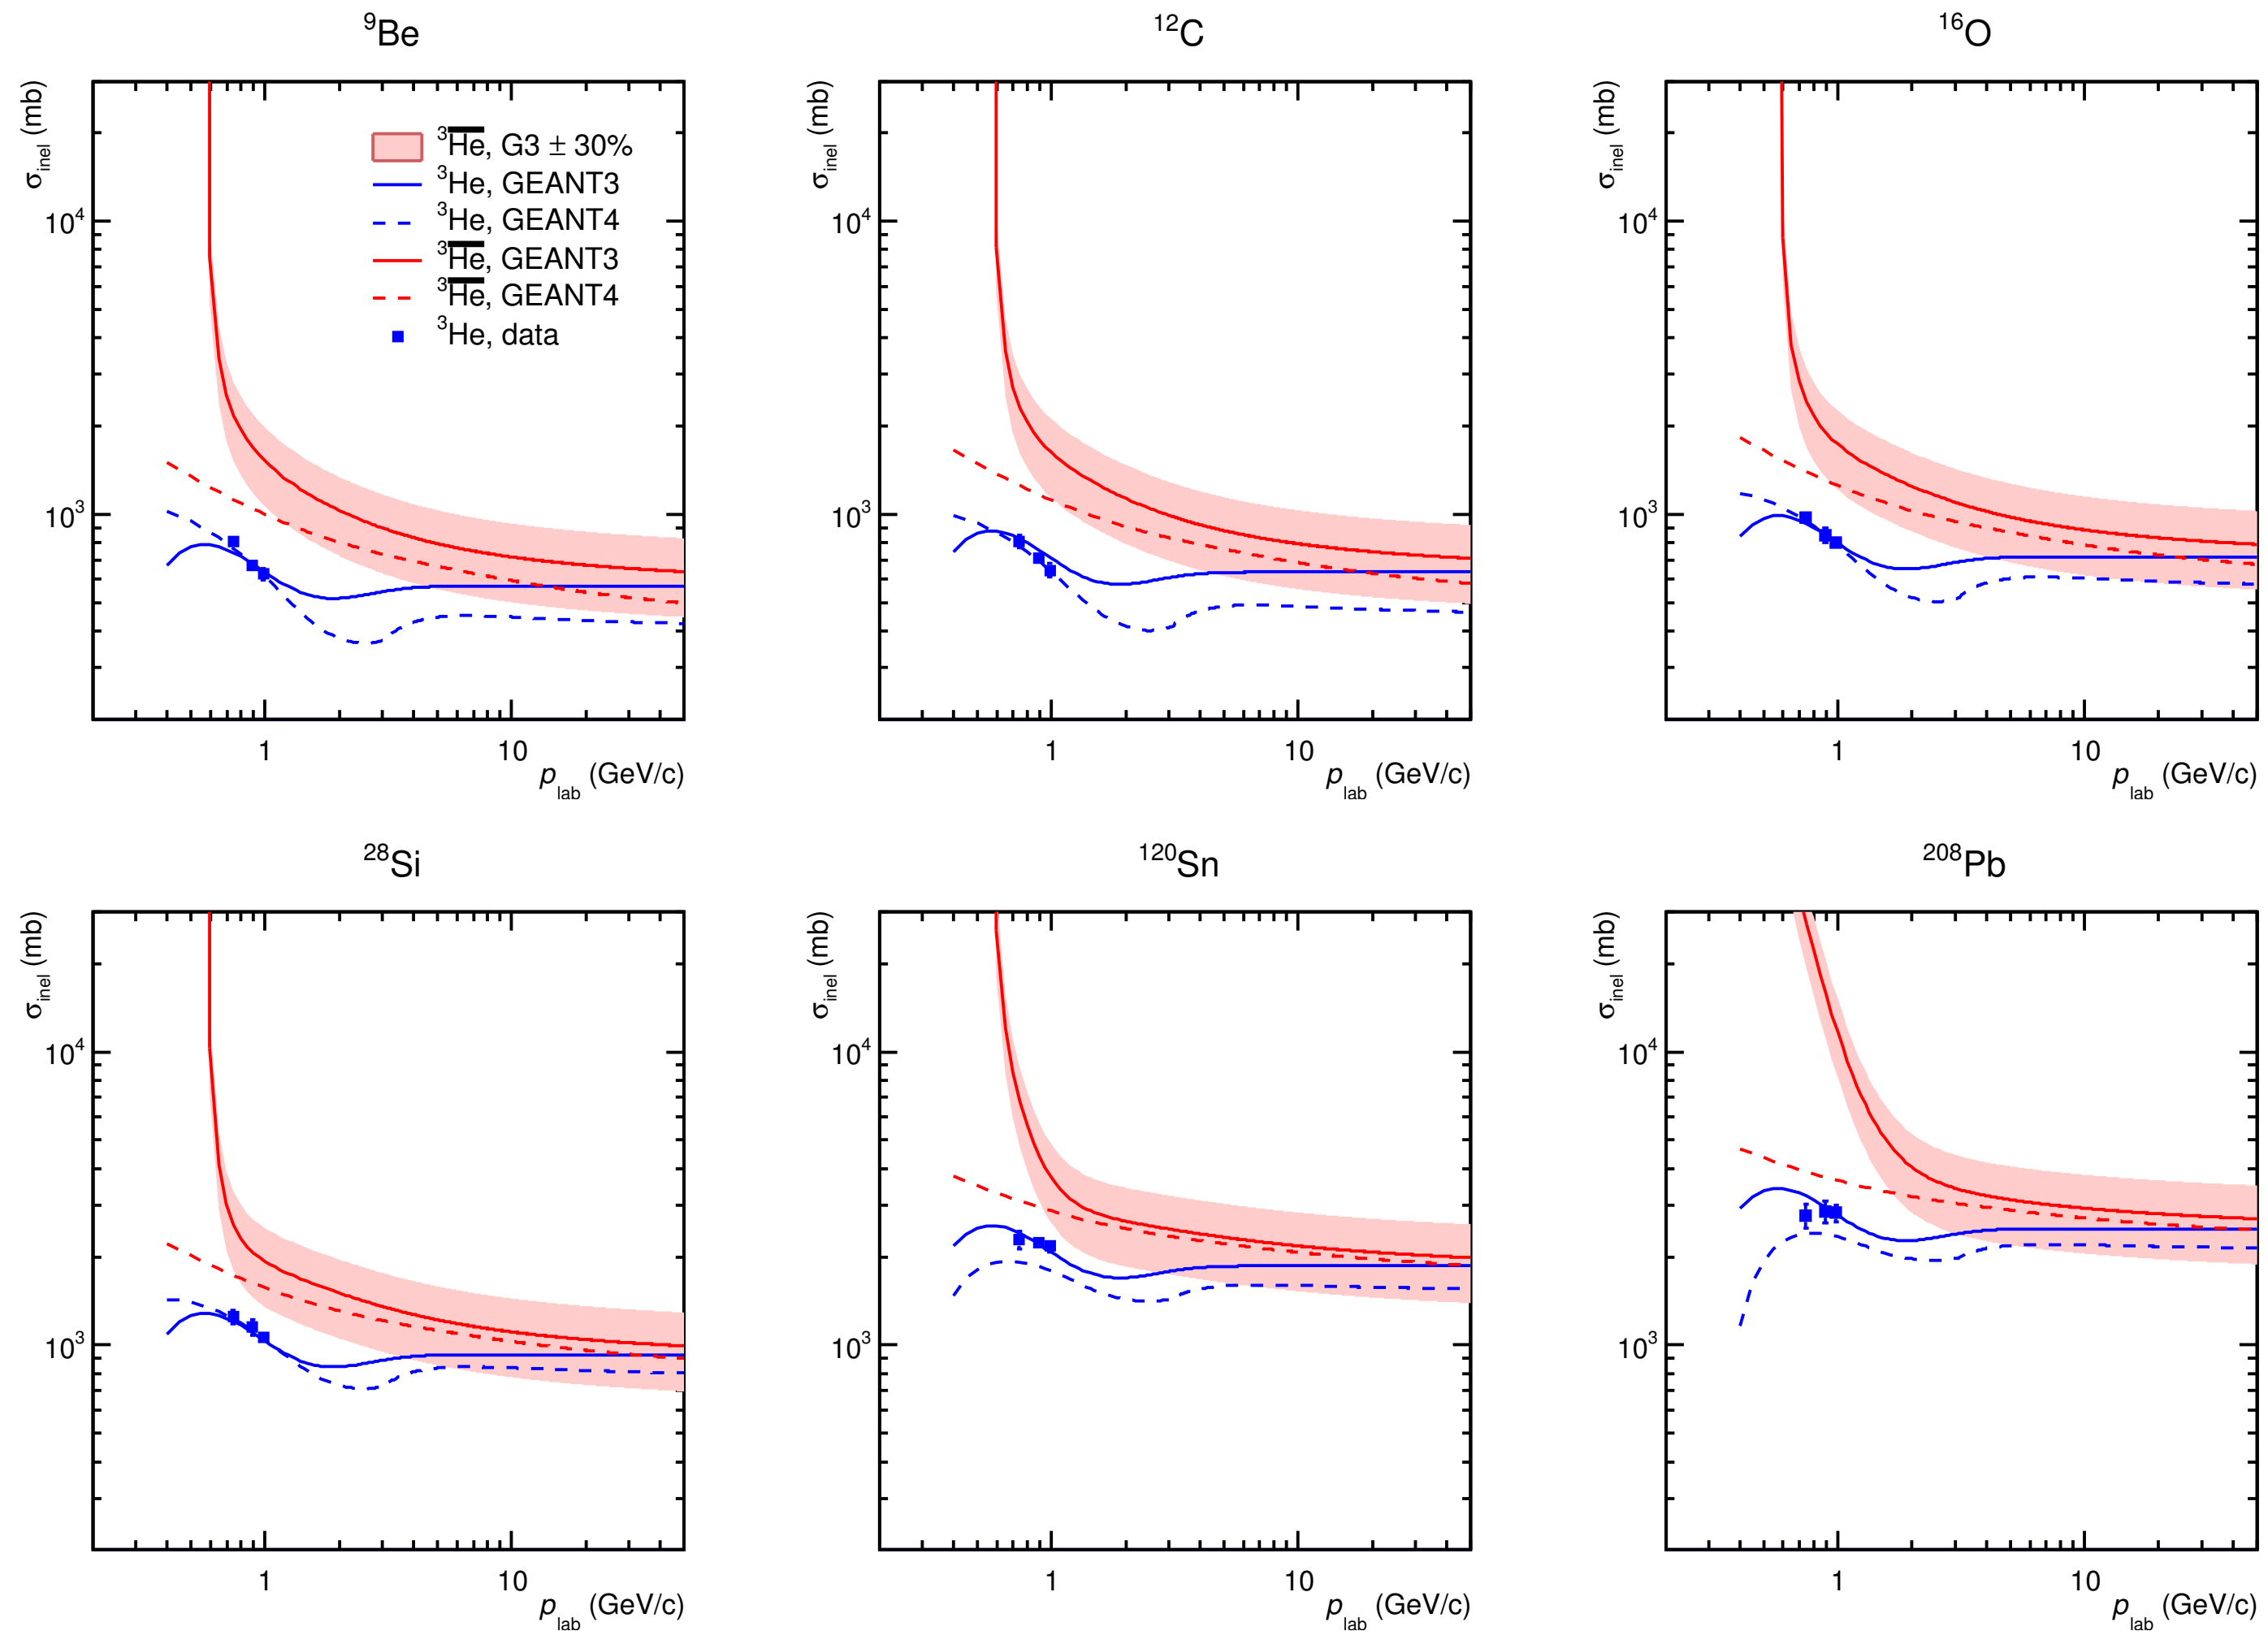 ⁹Be
σ_inel (mb)
10⁴
10³
1 10
p_lab (GeV/c)
³H̅e̅, G3 ± 30%
³He, GEANT3
³He, GEANT4
³H̅e̅, GEANT3
³H̅e̅, GEANT4
³He, data
¹²C
σ_inel (mb)
10⁴
10³
1 10
p_lab (GeV/c)
¹⁶O
σ_inel (mb)
10⁴
10³
1 10
p_lab (GeV/c)
²⁸Si
σ_inel (mb)
10⁴
10³
1 10
p_lab (GeV/c)
¹²⁰Sn
σ_inel (mb)
10⁴
10³
1 10
p_lab (GeV/c)
²⁰⁸Pb
σ_inel (mb)
10⁴
10³
1 10
p_lab (GeV/c)